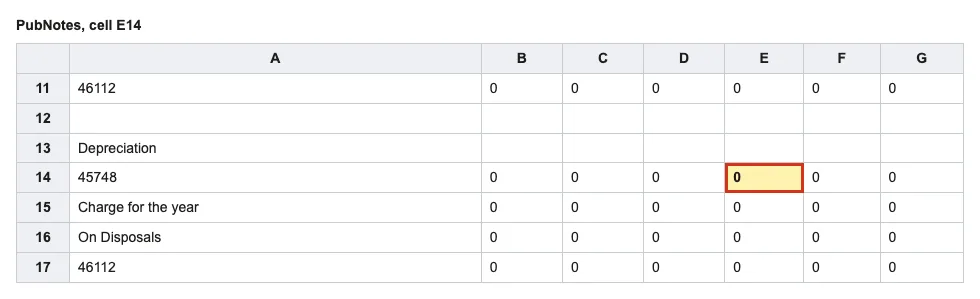 PubNotes, cell E14
A B C D E F G
11 46112 0 0 0 0 0 0
12
13 Depreciation
14 45748 0 0 0 0 0 0
15 Charge for the year 0 0 0 0 0 0
16 On Disposals 0 0 0 0 0 0
17 46112 0 0 0 0 0 0